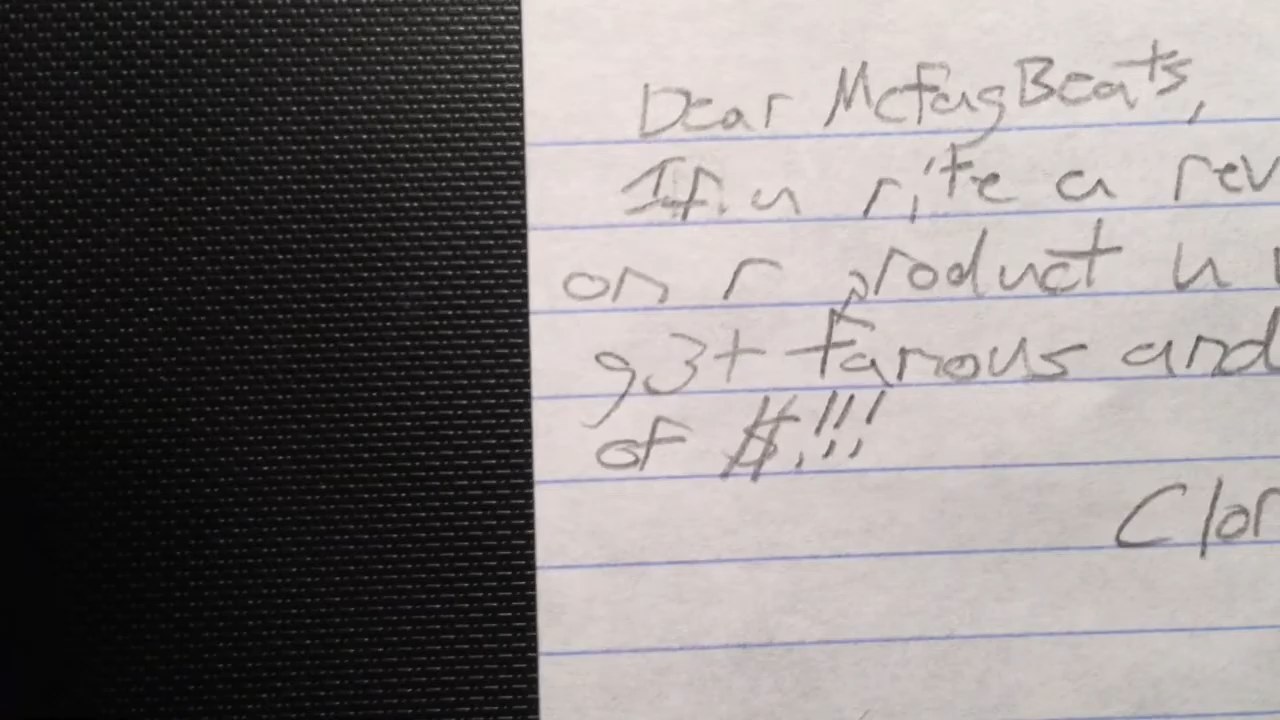 Dear McFagBeats,
If u rite a rev
on r product u
g3t famous and
of $!!!
Clor